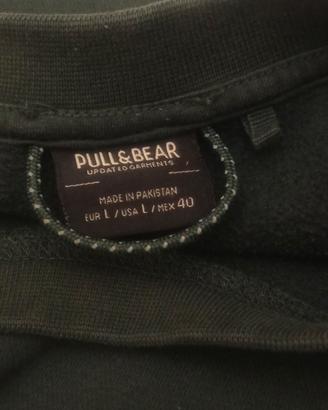 PULL&BEAR
UPDATED GARMENTS
MADE IN PAKISTAN
EUR L / USA L / MEX 40